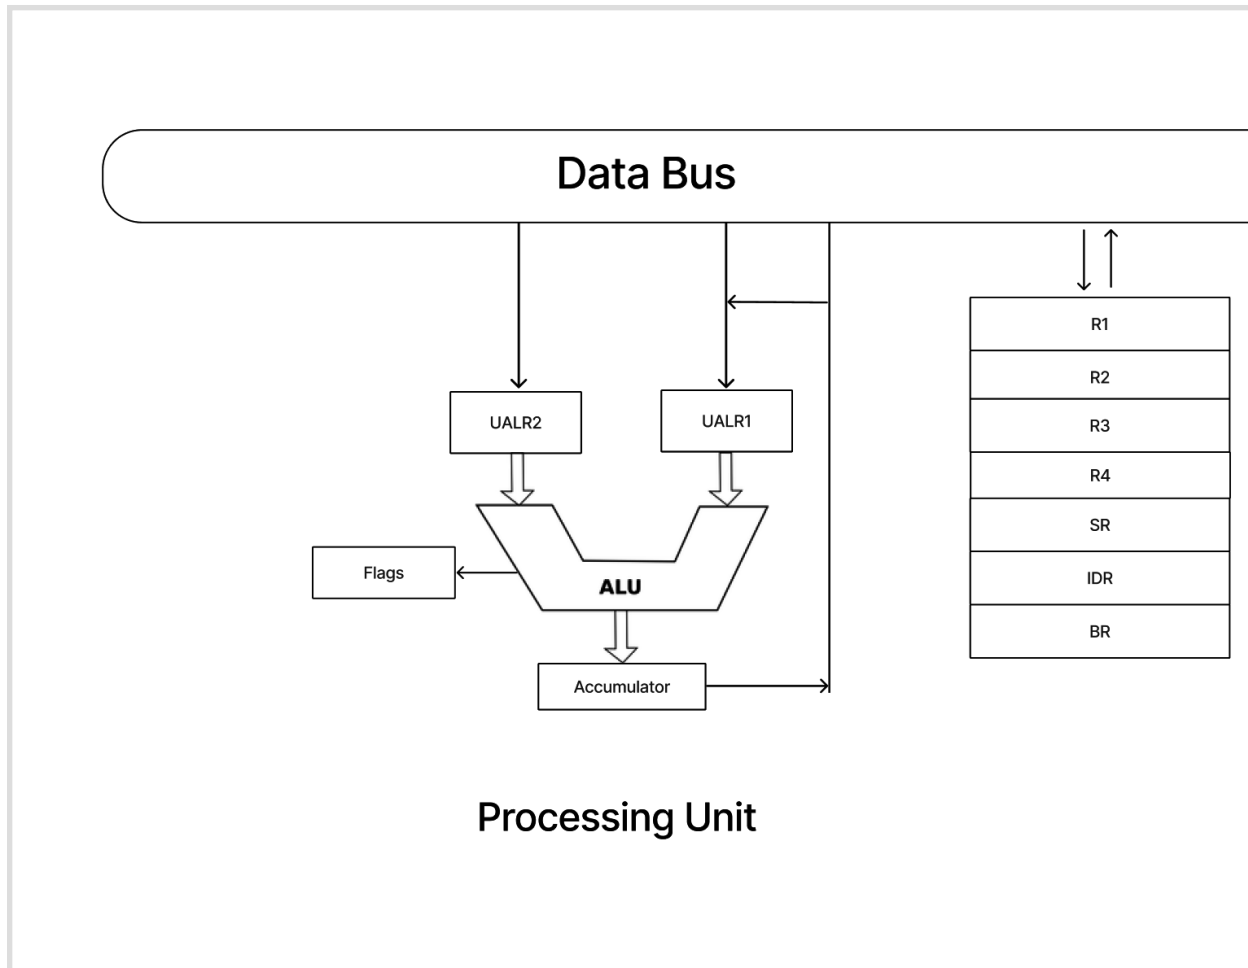 Data Bus
R1
R2
R3
R4
SR
IDR
BR
UALR2
UALR1
Flags
ALU
Accumulator
Processing Unit